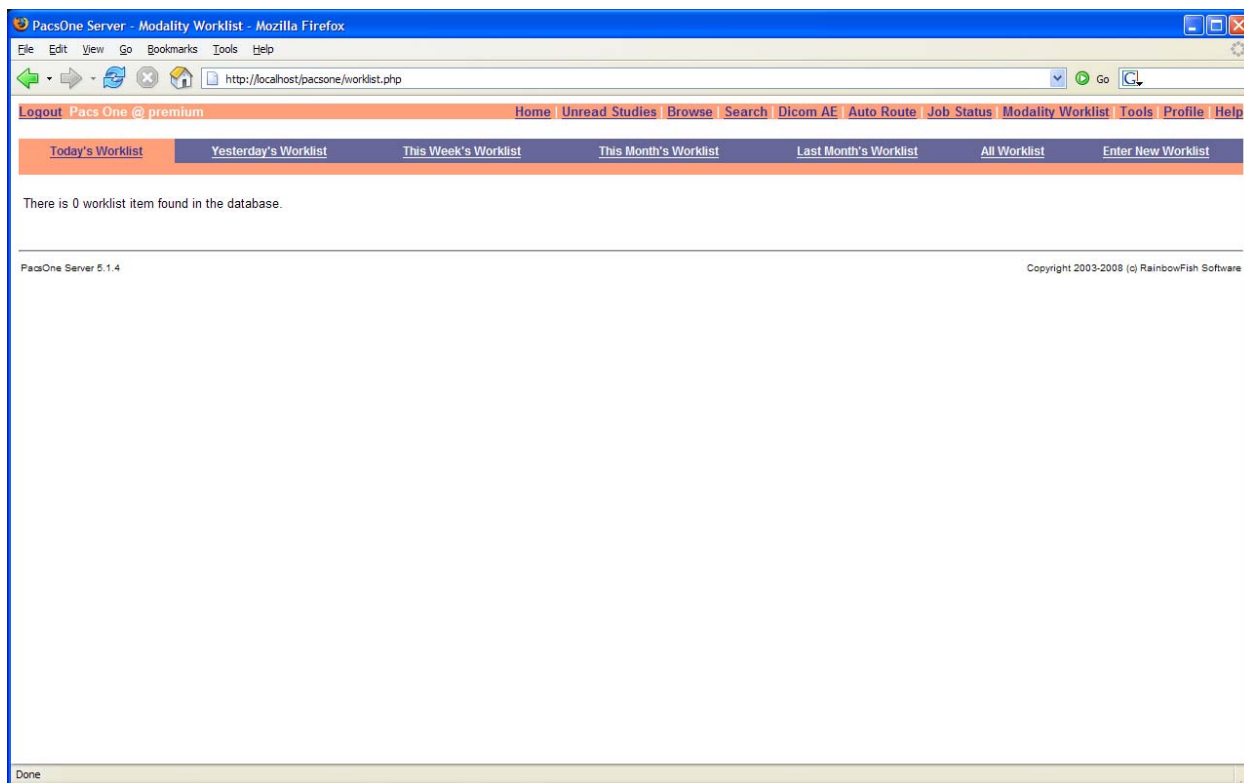 PacsOne Server - Modality Worklist - Mozilla Firefox
File Edit View Go Bookmarks Tools Help
http://localhost/pacsone/worklist.php Go G
Logout Pacs One @ premium Home | Unread Studies | Browse | Search | Dicom AE | Auto Route | Job Status | Modality Worklist | Tools | Profile | Help
Today's Worklist Yesterday's Worklist This Week's Worklist This Month's Worklist Last Month's Worklist All Worklist Enter New Worklist
There is 0 worklist item found in the database.
PacsOne Server 5.1.4 Copyright 2003-2008 (c) RainbowFish Software
Done